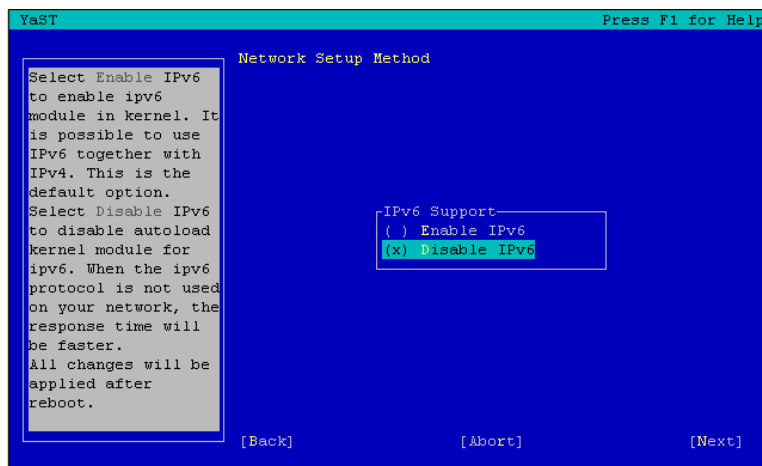 YaST Press F1 for Help
Network Setup Method
Select Enable IPv6
to enable ipv6
module in kernel. It
is possible to use
IPv6 together with
IPv4. This is the
default option.
Select Disable IPv6
to disable autoload
kernel module for
ipv6. When the ipv6
protocol is not used
on your network, the
response time will
be faster.
All changes will be
applied after
reboot.
IPv6 Support
( ) Enable IPv6
(x) Disable IPv6
[Back] [Abort] [Next]